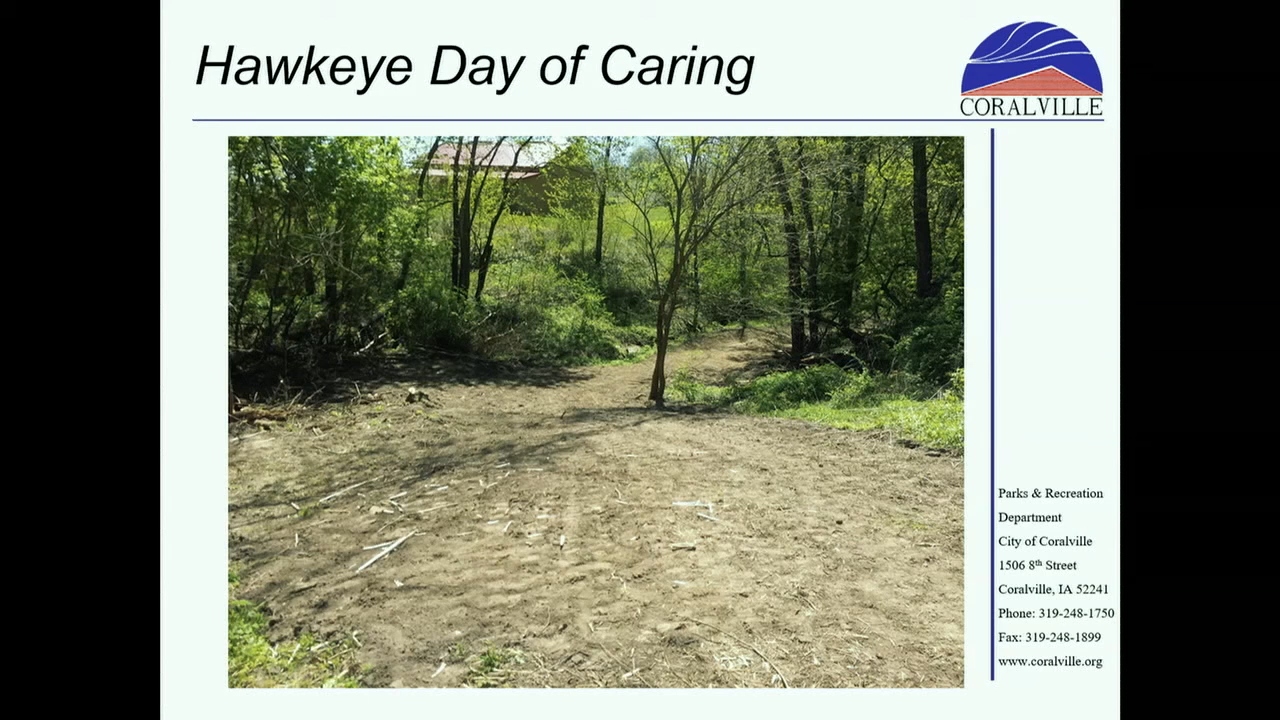 Hawkeye Day of Caring
CORALVILLE
Parks & Recreation
Department
City of Coralville
1506 8th Street
Coralville, IA 52241
Phone: 319-248-1750
Fax: 319-248-1899
www.coralville.org